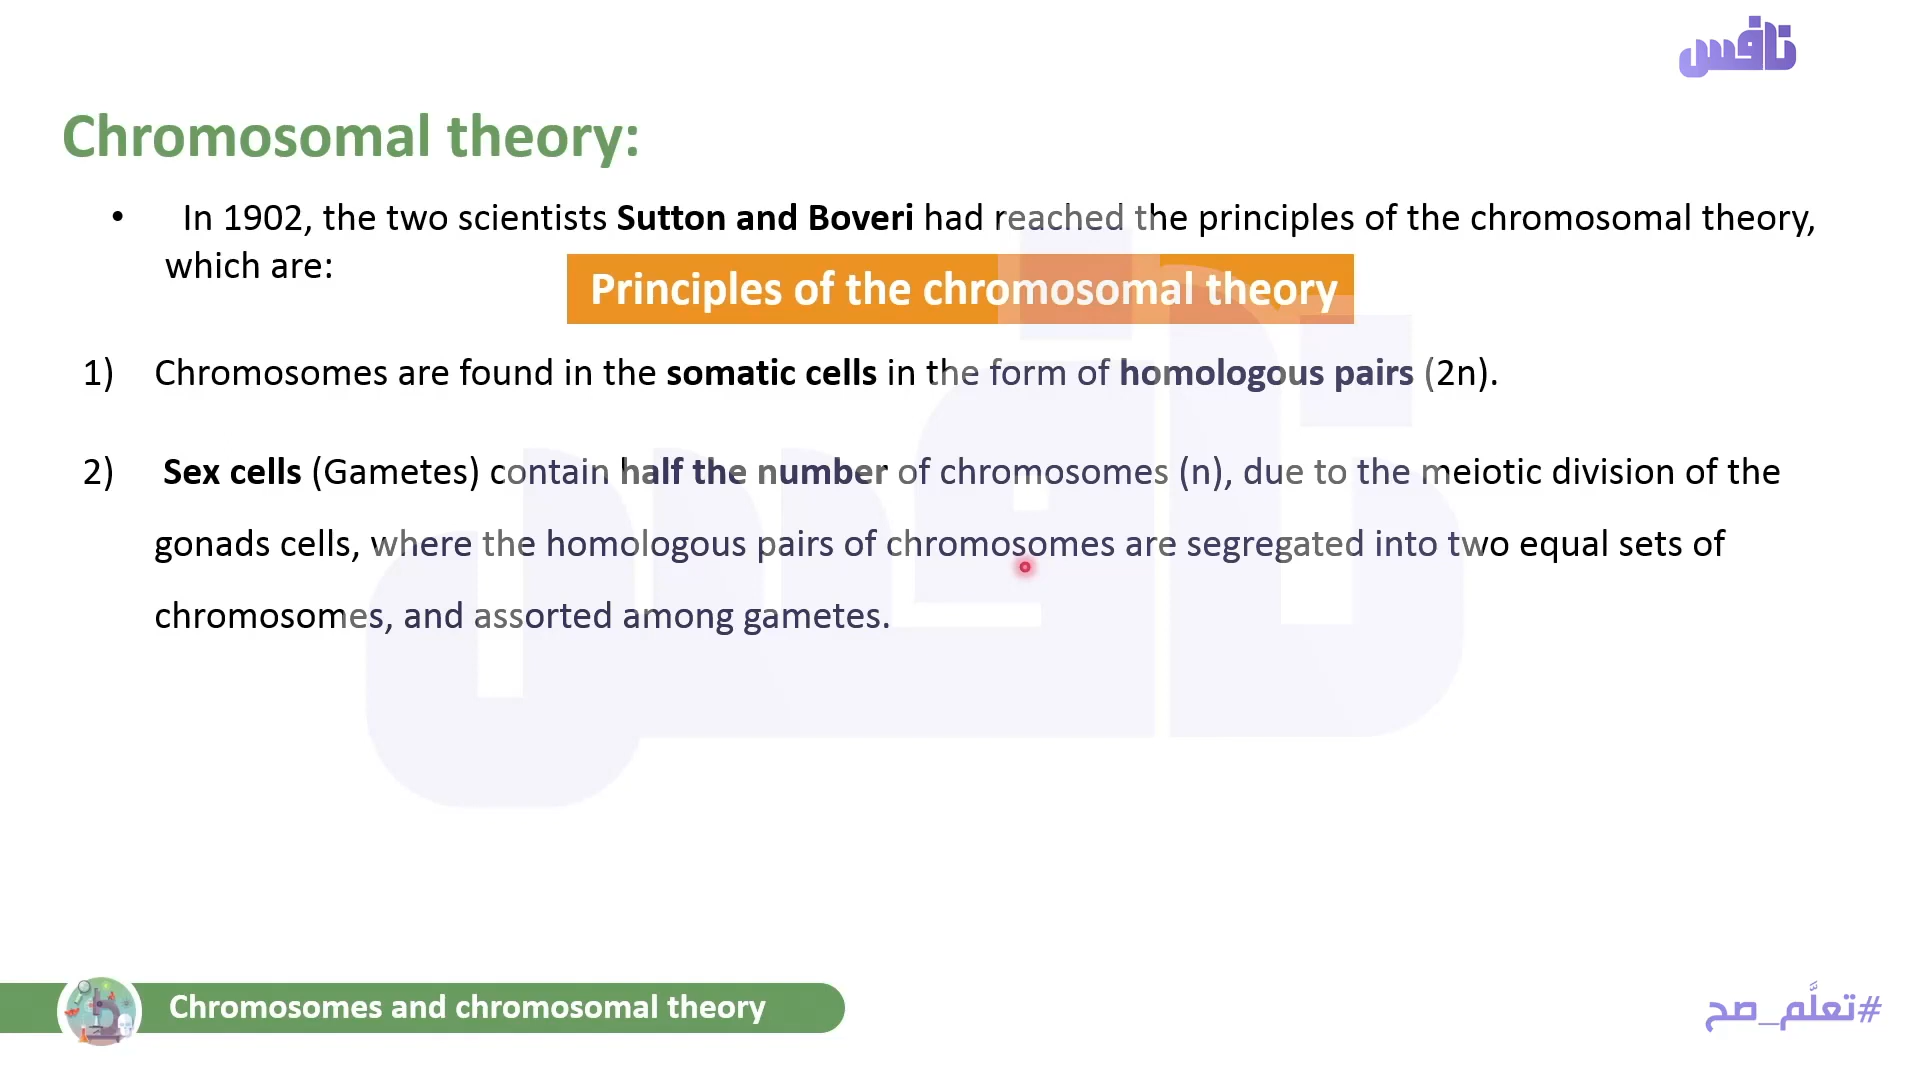 نافس
Chromosomal theory:
• In 1902, the two scientists Sutton and Boveri had reached the principles of the chromosomal theory,
which are:
Principles of the chromosomal theory
1) Chromosomes are found in the somatic cells in the form of homologous pairs (2n).
2) Sex cells (Gametes) contain half the number of chromosomes (n), due to the meiotic division of the
gonads cells, where the homologous pairs of chromosomes are segregated into two equal sets of
chromosomes, and assorted among gametes.
نافس
Chromosomes and chromosomal theory
#تعلَّم_صح